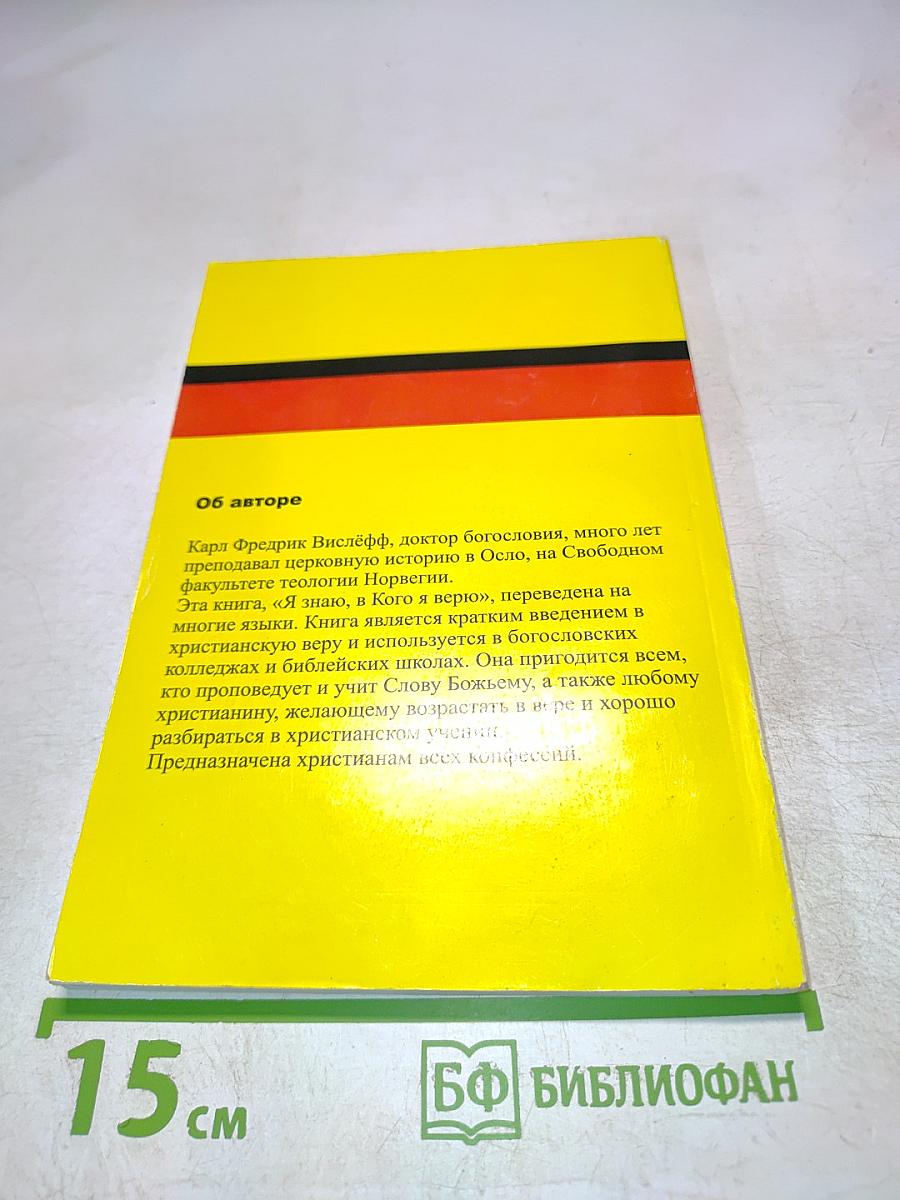 Об авторе
Карл Фредрик Вислёфф, доктор богословия, много лет
преподавал церковную историю в Осло, на Свободном
факультете теологии Норвегии.
Эта книга, «Я знаю, в Кого я верю», переведена на
многие языки. Книга является кратким введением в
христианскую веру и используется в богословских
колледжах и библейских школах. Она пригодится всем,
кто проповедует и учит Слову Божьему, а также любому
христианину, желающему возрастать в вере и хорошо
разбираться в христианском учении.
Предназначена христианам всех конфессий.
15 см
БФ БИБЛИОФАН